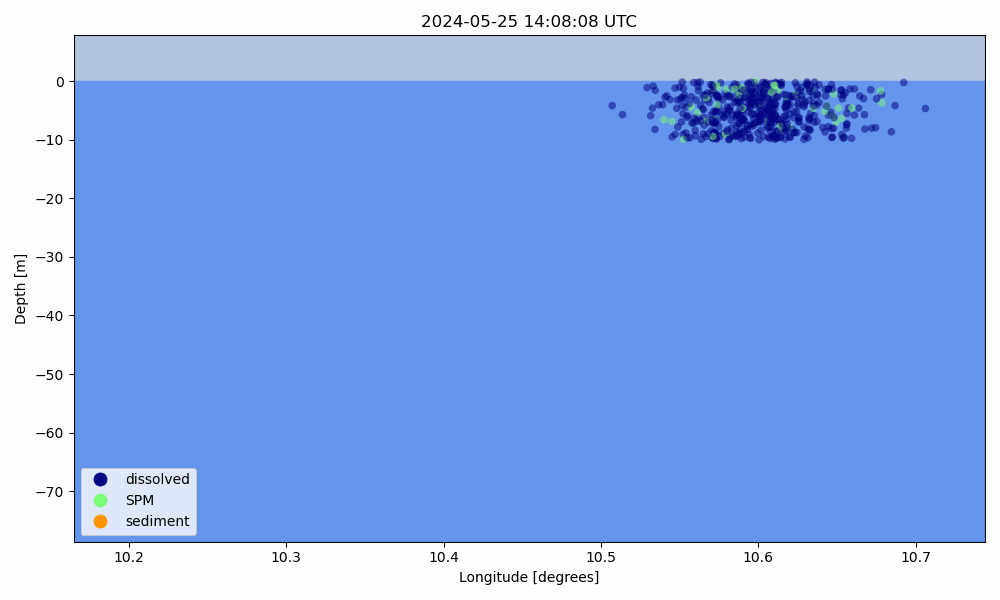 2024-05-25 14:08:08 UTC
0
−10
−20
−30
−40
−50
−60
−70
Depth [m]
dissolved
SPM
sediment
10.2 10.3 10.4 10.5 10.6 10.7
Longitude [degrees]